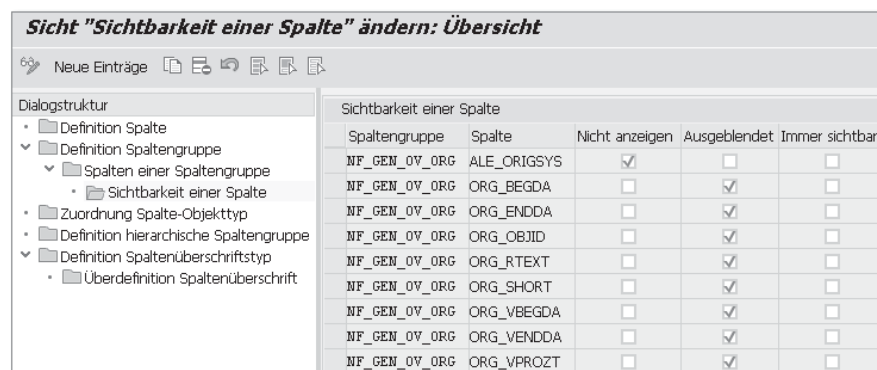 Sicht "Sichtbarkeit einer Spalte" ändern: Übersicht
Neue Einträge
Dialogstruktur
Definition Spalte
Definition Spaltengruppe
Spalten einer Spaltengruppe
Sichtbarkeit einer Spalte
Zuordnung Spalte-Objekttyp
Definition hierarchische Spaltengruppe
Definition Spaltenüberschriftstyp
Überdefinition Spaltenüberschrift
Sichtbarkeit einer Spalte
Spaltengruppe Spalte Nicht anzeigen Ausgeblendet Immer sichtbar
NF_GEN_OV_ORG ALE_ORIGSYS
NF_GEN_OV_ORG ORG_BEGDA
NF_GEN_OV_ORG ORG_ENDDA
NF_GEN_OV_ORG ORG_OBJID
NF_GEN_OV_ORG ORG_RTEXT
NF_GEN_OV_ORG ORG_SHORT
NF_GEN_OV_ORG ORG_VBEGDA
NF_GEN_OV_ORG ORG_VENDDA
NF_GEN_OV_ORG ORG_VPROZT